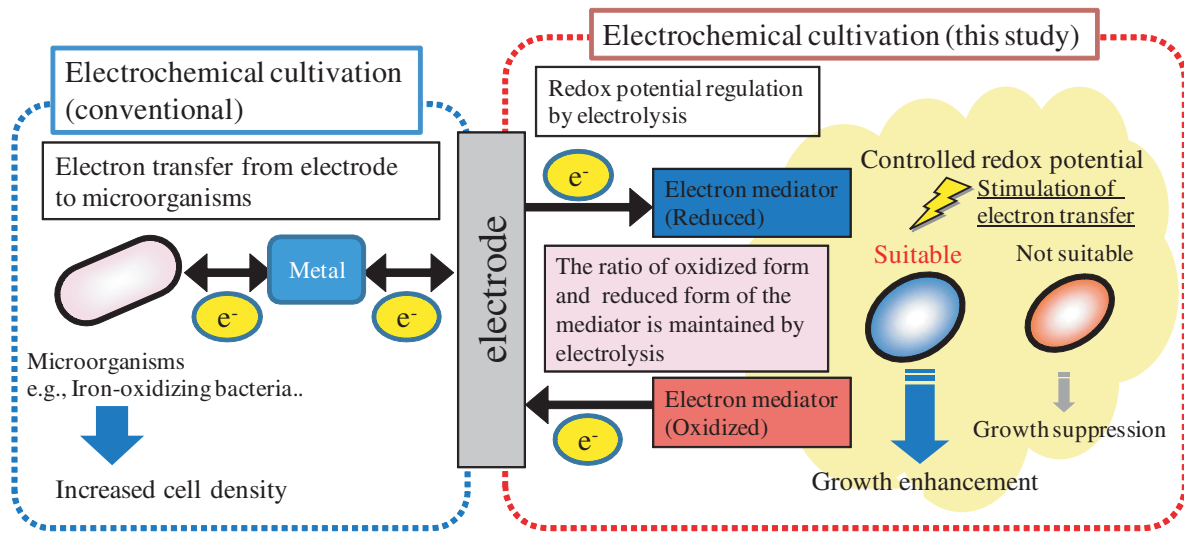 Electrochemical cultivation
(conventional)
Electron transfer from electrode
to microorganisms
Metal
e-
e-
Microorganisms
e.g., Iron-oxidizing bacteria..
Increased cell density
electrode
Electrochemical cultivation (this study)
Redox potential regulation
by electrolysis
e-
Electron mediator
(Reduced)
The ratio of oxidized form
and reduced form of the
mediator is maintained by
electrolysis
Electron mediator
(Oxidized)
e-
Controlled redox potential
Stimulation of
electron transfer
Suitable
Not suitable
Growth suppression
Growth enhancement